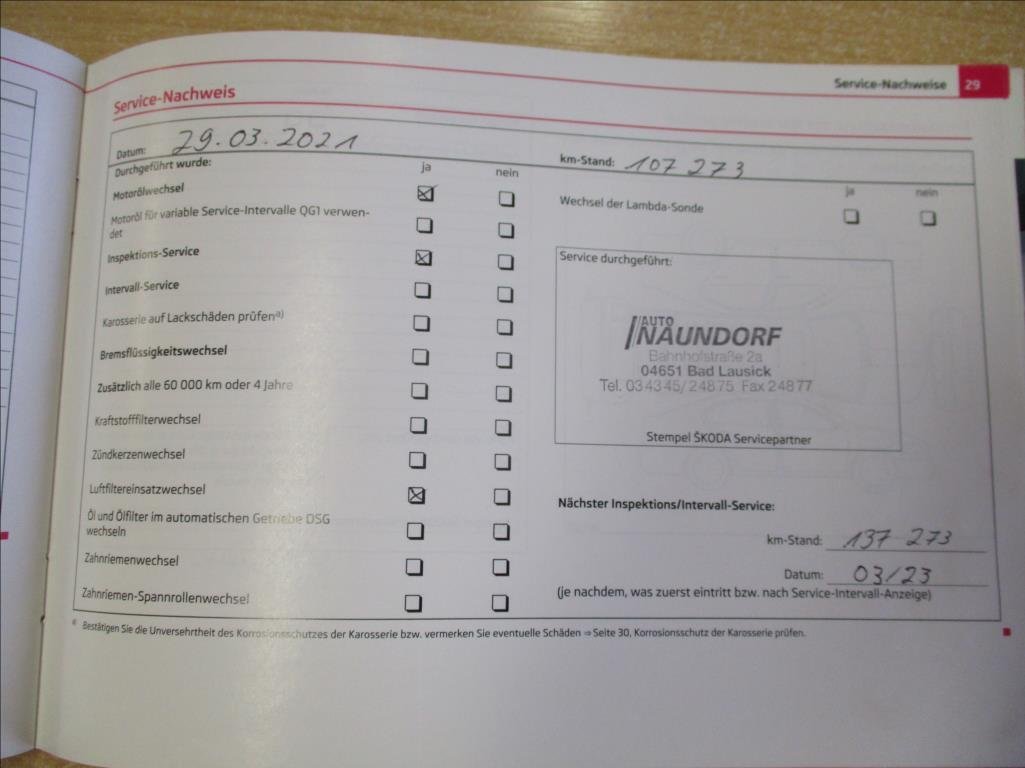 Service-Nachweise 29
Service-Nachweis
Datum: 29.03.2021
km-Stand: 107 273
Durchgeführt wurde: ja nein
Motorölwechsel
Motoröl für variable Service-Intervalle QG1 verwen-
det
Inspektions-Service
Intervall-Service
Karosserie auf Lackschäden prüfen a)
Bremsflüssigkeitswechsel
Zusätzlich alle 60 000 km oder 4 Jahre
Kraftstofffilterwechsel
Zündkerzenwechsel
Luftfiltereinsatzwechsel
Öl und Ölfilter im automatischen Getriebe DSG
wechseln
Zahnriemenwechsel
Zahnriemen-Spannrollenwechsel
ja nein
Wechsel der Lambda-Sonde
Service durchgeführt:
AUTO
NAUNDORF
Bahnhofstraße 2a
04651 Bad Lausick
Tel. 034345/24875 Fax 24877
Stempel ŠKODA Servicepartner
Nächster Inspektions/Intervall-Service:
km-Stand: 137 273
Datum: 03/23
(je nachdem, was zuerst eintritt bzw. nach Service-Intervall-Anzeige)
a) Bestätigen Sie die Unversehrtheit des Korrosionsschutzes der Karosserie bzw. vermerken Sie eventuelle Schäden ⇒ Seite 30, Korrosionsschutz der Karosserie prüfen.